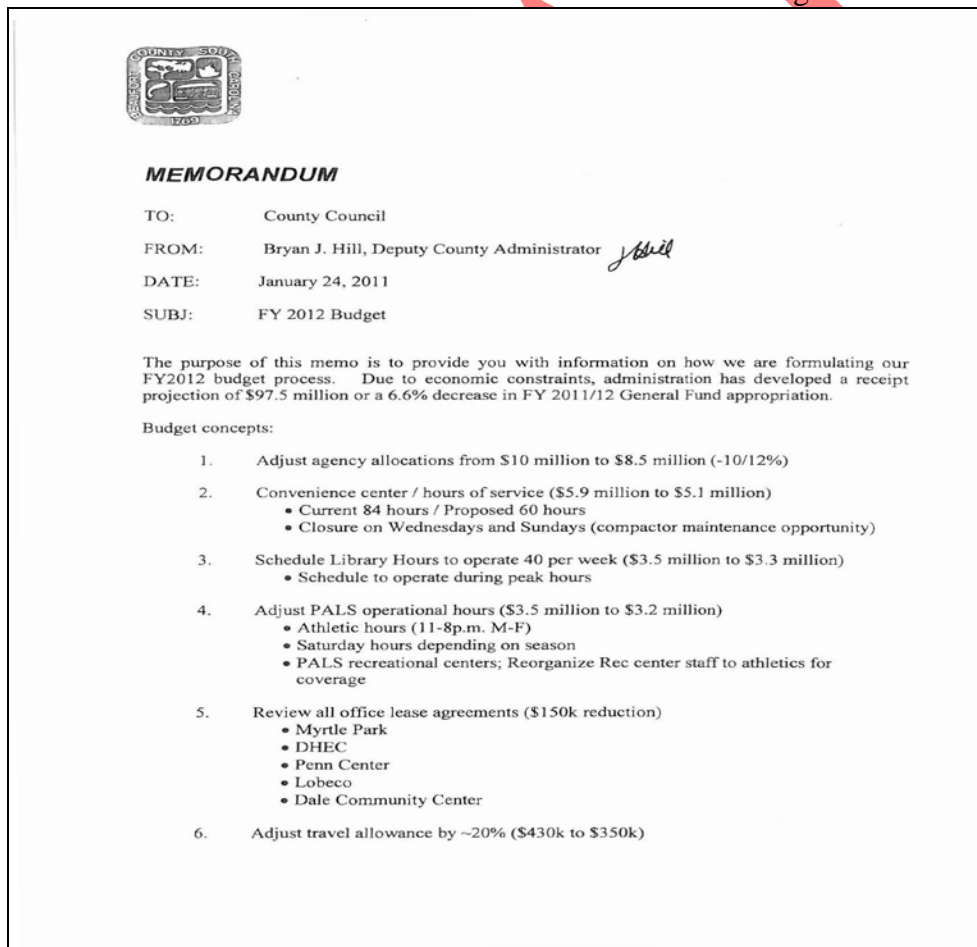 COUNTY SOUTH
BEAUFORT
CAROLINA
1769
MEMORANDUM
TO: County Council
FROM: Bryan J. Hill, Deputy County Administrator
DATE: January 24, 2011
SUBJ: FY 2012 Budget
The purpose of this memo is to provide you with information on how we are formulating our
FY2012 budget process. Due to economic constraints, administration has developed a receipt
projection of $97.5 million or a 6.6% decrease in FY 2011/12 General Fund appropriation.
Budget concepts:
1. Adjust agency allocations from $10 million to $8.5 million (-10/12%)
2. Convenience center / hours of service ($5.9 million to $5.1 million)
• Current 84 hours / Proposed 60 hours
• Closure on Wednesdays and Sundays (compactor maintenance opportunity)
3. Schedule Library Hours to operate 40 per week ($3.5 million to $3.3 million)
• Schedule to operate during peak hours
4. Adjust PALS operational hours ($3.5 million to $3.2 million)
• Athletic hours (11-8p.m. M-F)
• Saturday hours depending on season
• PALS recreational centers; Reorganize Rec center staff to athletics for
coverage
5. Review all office lease agreements ($150k reduction)
• Myrtle Park
• DHEC
• Penn Center
• Lobeco
• Dale Community Center
6. Adjust travel allowance by ~20% ($430k to $350k)